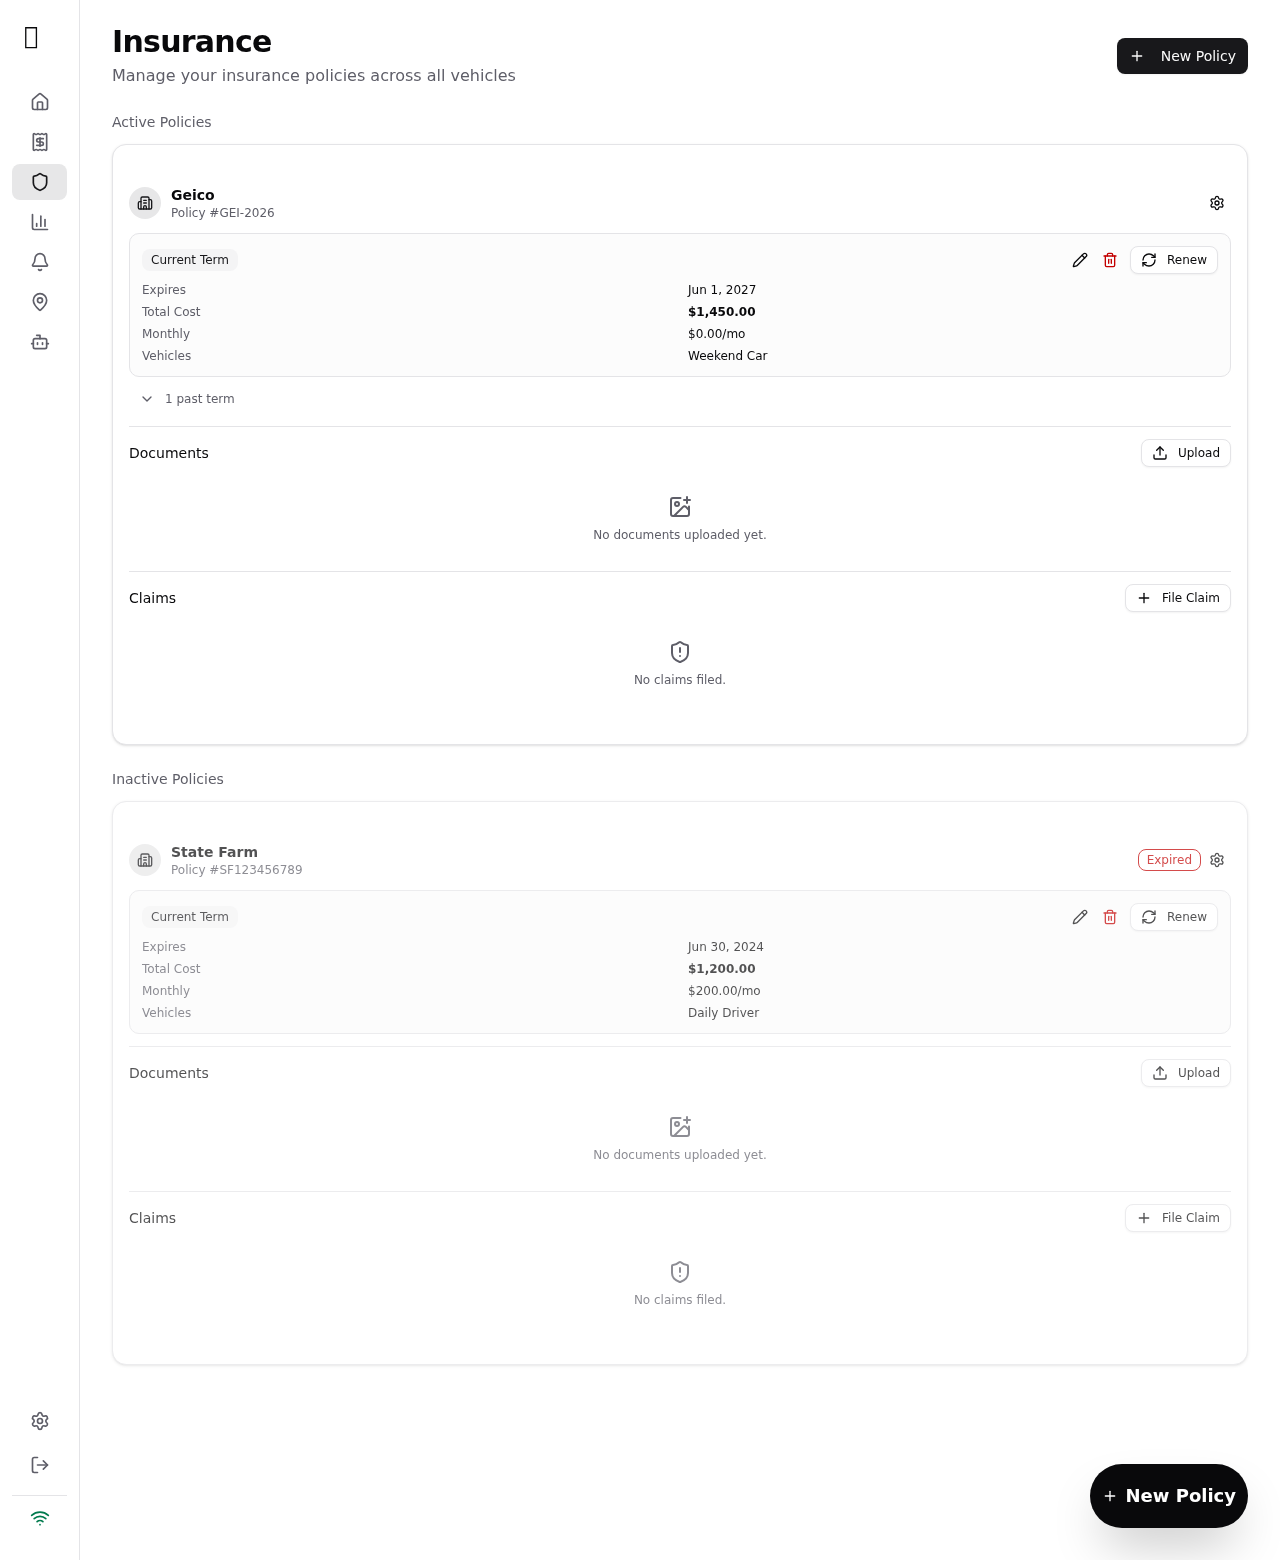 Insurance
Manage your insurance policies across all vehicles
New Policy
Active Policies
Geico
Policy #GEI-2026
Current Term
Renew
Expires Jun 1, 2027
Total Cost $1,450.00
Monthly $0.00/mo
Vehicles Weekend Car
1 past term
Documents
Upload
No documents uploaded yet.
Claims
File Claim
No claims filed.
Inactive Policies
State Farm
Policy #SF123456789
Expired
Current Term
Renew
Expires Jun 30, 2024
Total Cost $1,200.00
Monthly $200.00/mo
Vehicles Daily Driver
Documents
Upload
No documents uploaded yet.
Claims
File Claim
No claims filed.
New Policy